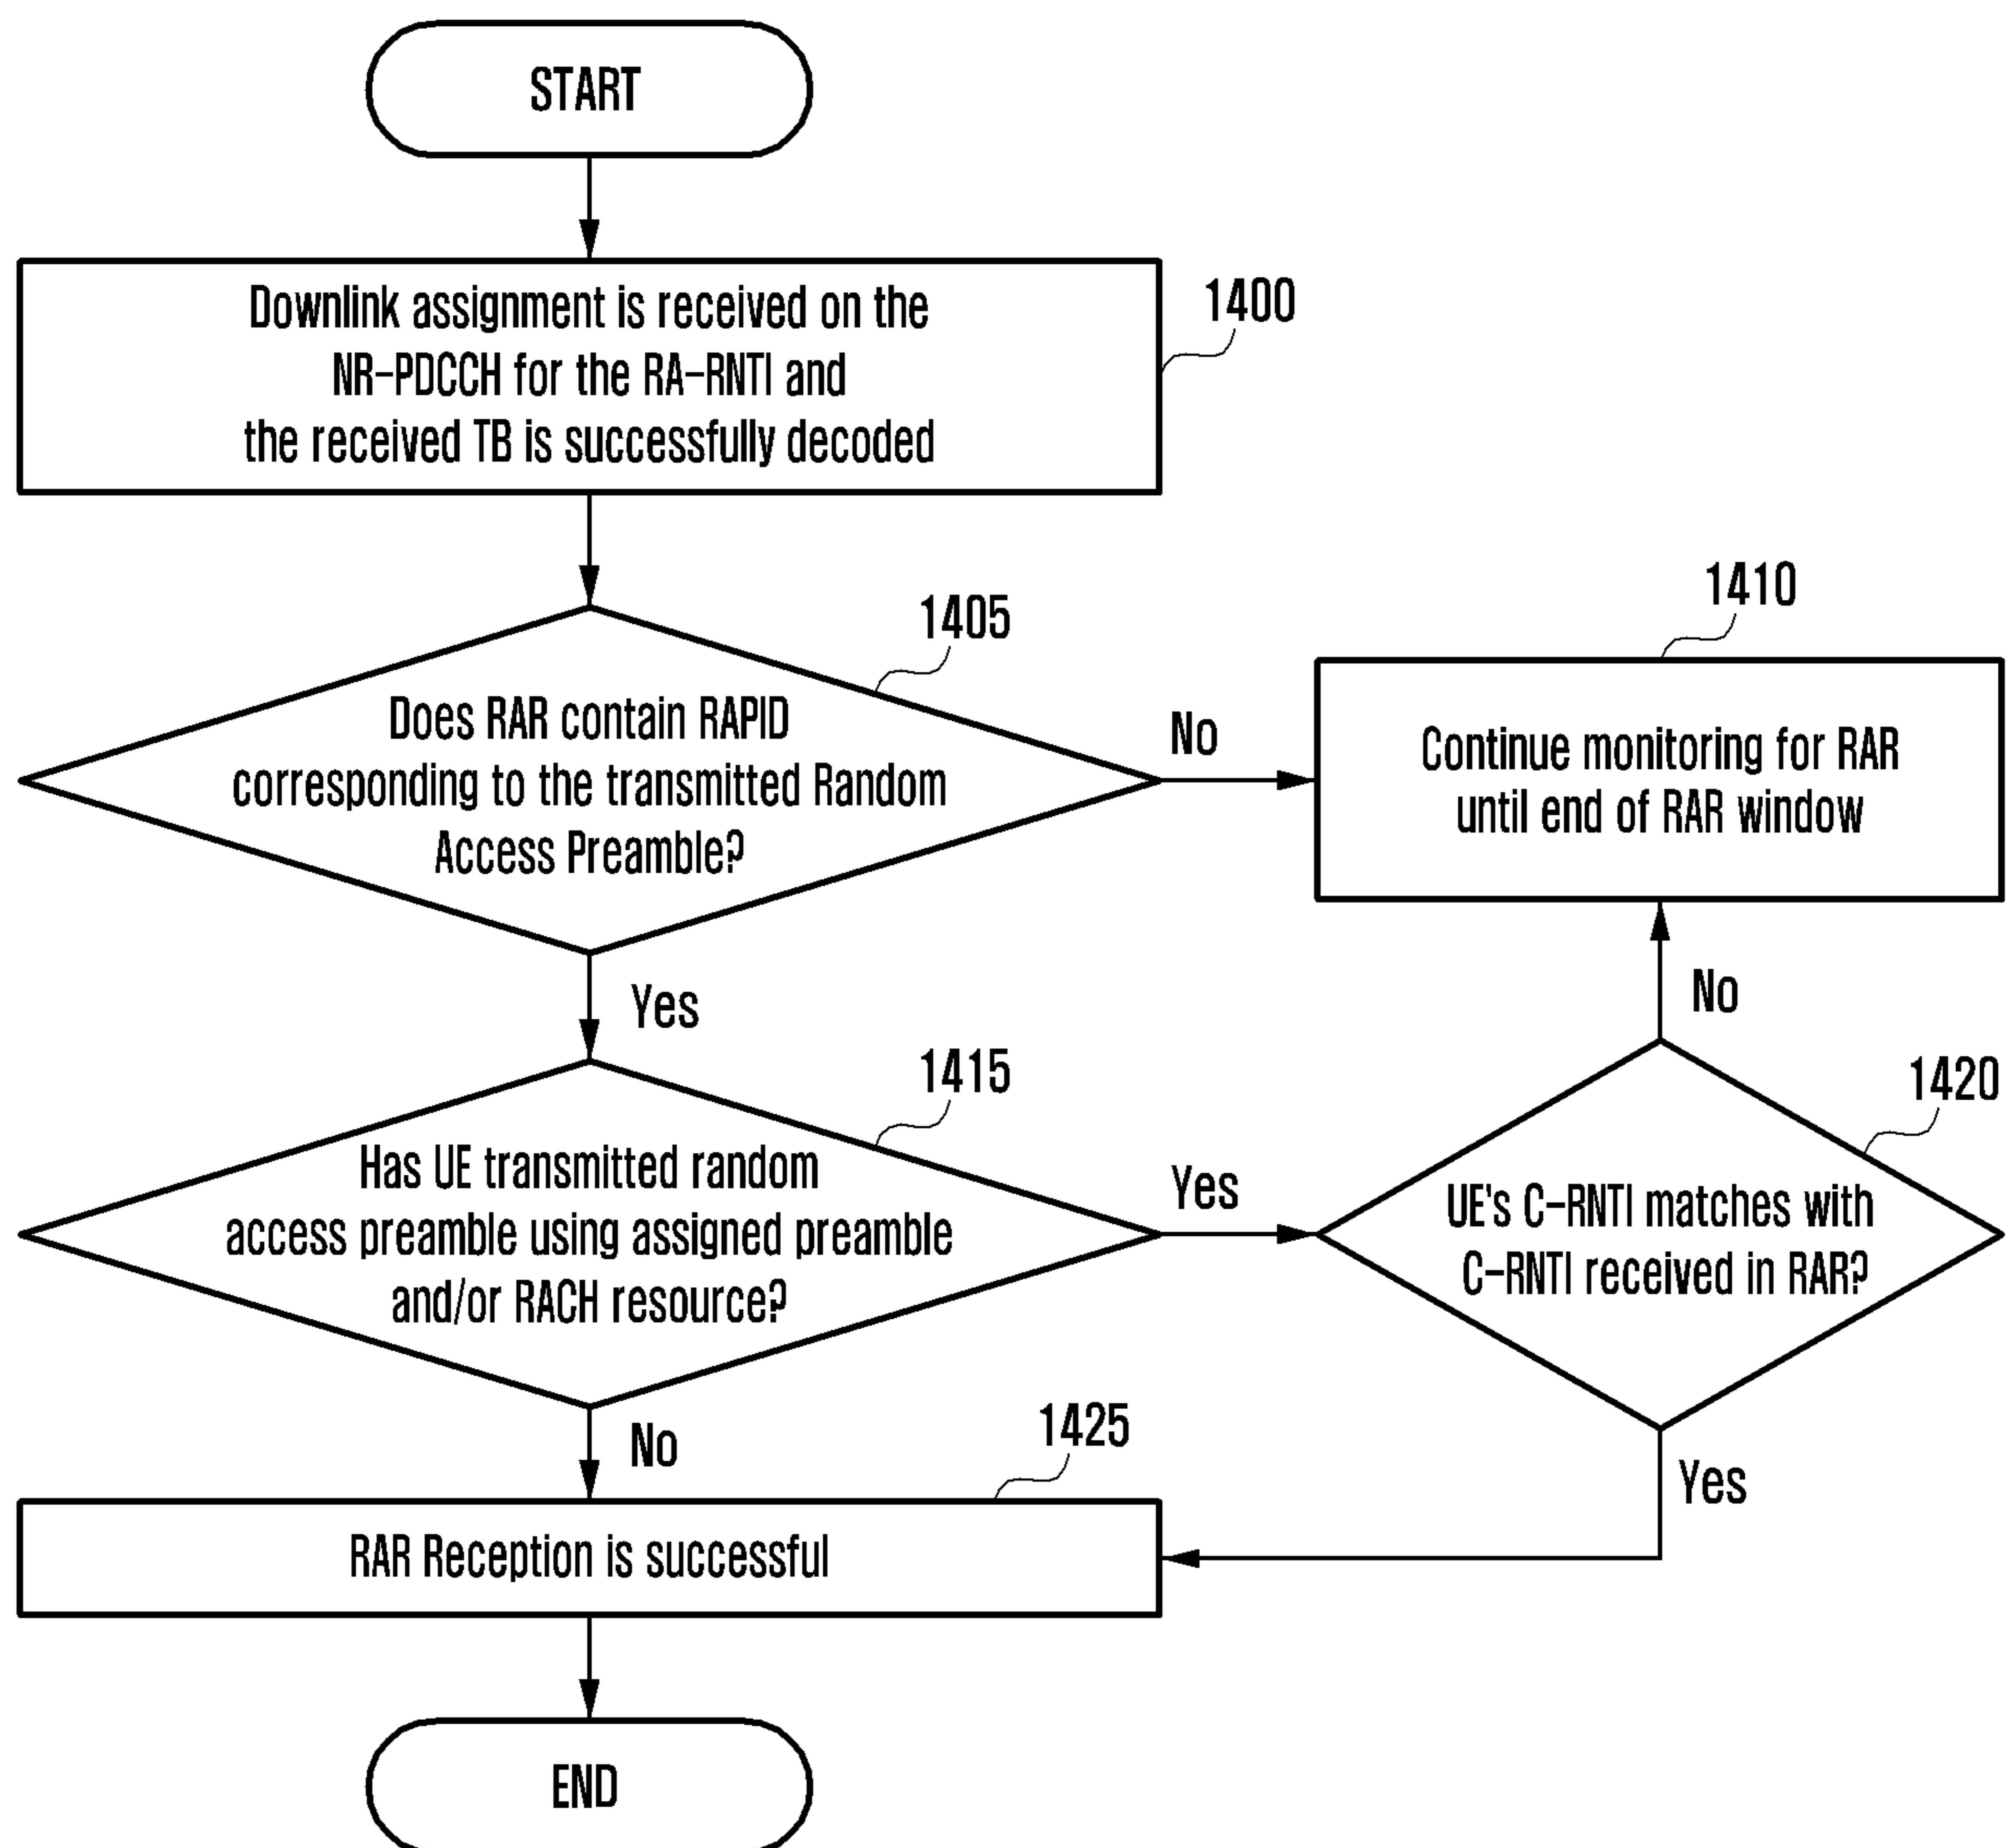 START
Downlink assignment is received on the
NR-PDCCH for the RA-RNTI and
the received TB is successfully decoded
1400
1405
Does RAR contain RAPID
corresponding to the transmitted Random
Access Preamble?
No
1410
Continue monitoring for RAR
until end of RAR window
Yes
No
1415
Has UE transmitted random
access preamble using assigned preamble
and/or RACH resource?
Yes
1420
UE's C-RNTI matches with
C-RNTI received in RAR?
No
1425
Yes
RAR Reception is successful
END